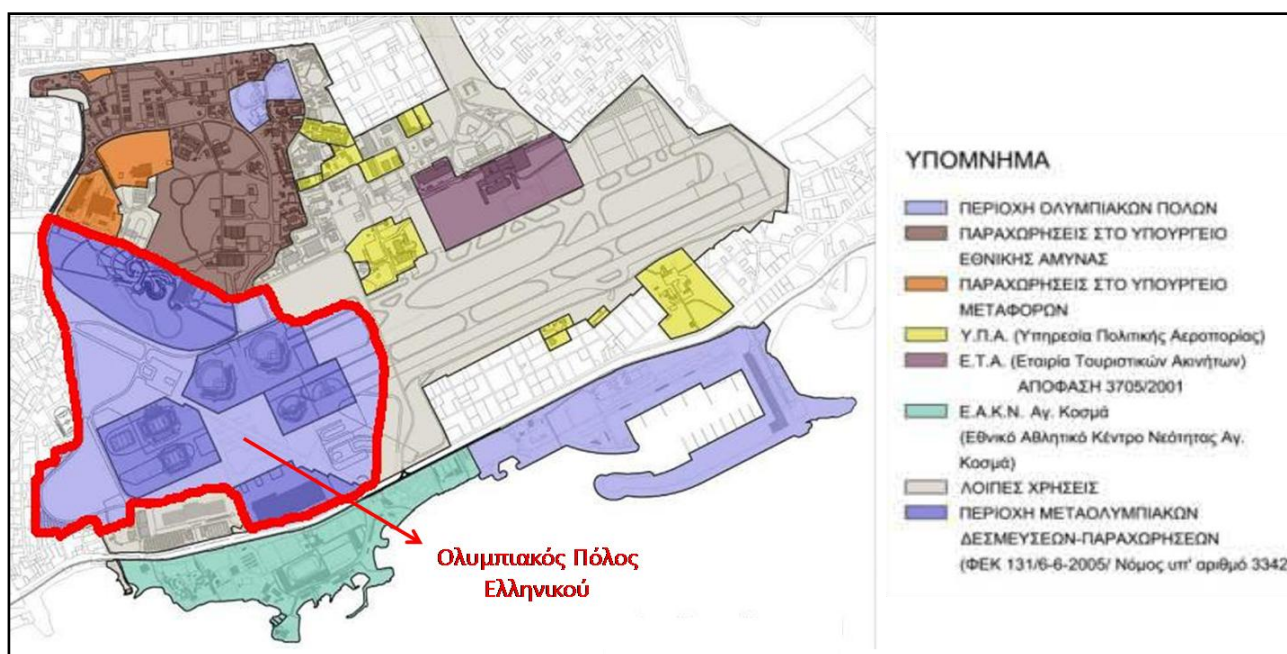 Ολυμπιακός Πόλος
Ελληνικού
ΥΠΟΜΝΗΜΑ
ΠΕΡΙΟΧΗ ΟΛΥΜΠΙΑΚΩΝ ΠΟΛΩΝ
ΠΑΡΑΧΩΡΗΣΕΙΣ ΣΤΟ ΥΠΟΥΡΓΕΙΟ
ΕΘΝΙΚΗΣ ΑΜΥΝΑΣ
ΠΑΡΑΧΩΡΗΣΕΙΣ ΣΤΟ ΥΠΟΥΡΓΕΙΟ
ΜΕΤΑΦΟΡΩΝ
Υ.Π.Α. (Υπηρεσία Πολιτικής Αεροπορίας)
Ε.Τ.Α. (Εταιρία Τουριστικών Ακινήτων)
ΑΠΟΦΑΣΗ 3705/2001
Ε.Α.Κ.Ν. Αγ. Κοσμά
(Εθνικό Αθλητικό Κέντρο Νεότητας Αγ.
Κοσμά)
ΛΟΙΠΕΣ ΧΡΗΣΕΙΣ
ΠΕΡΙΟΧΗ ΜΕΤΑΟΛΥΜΠΙΑΚΩΝ
ΔΕΣΜΕΥΣΕΩΝ-ΠΑΡΑΧΩΡΗΣΕΩΝ
(ΦΕΚ 131/6-6-2005/ Νόμος υπ' αριθμό 3342